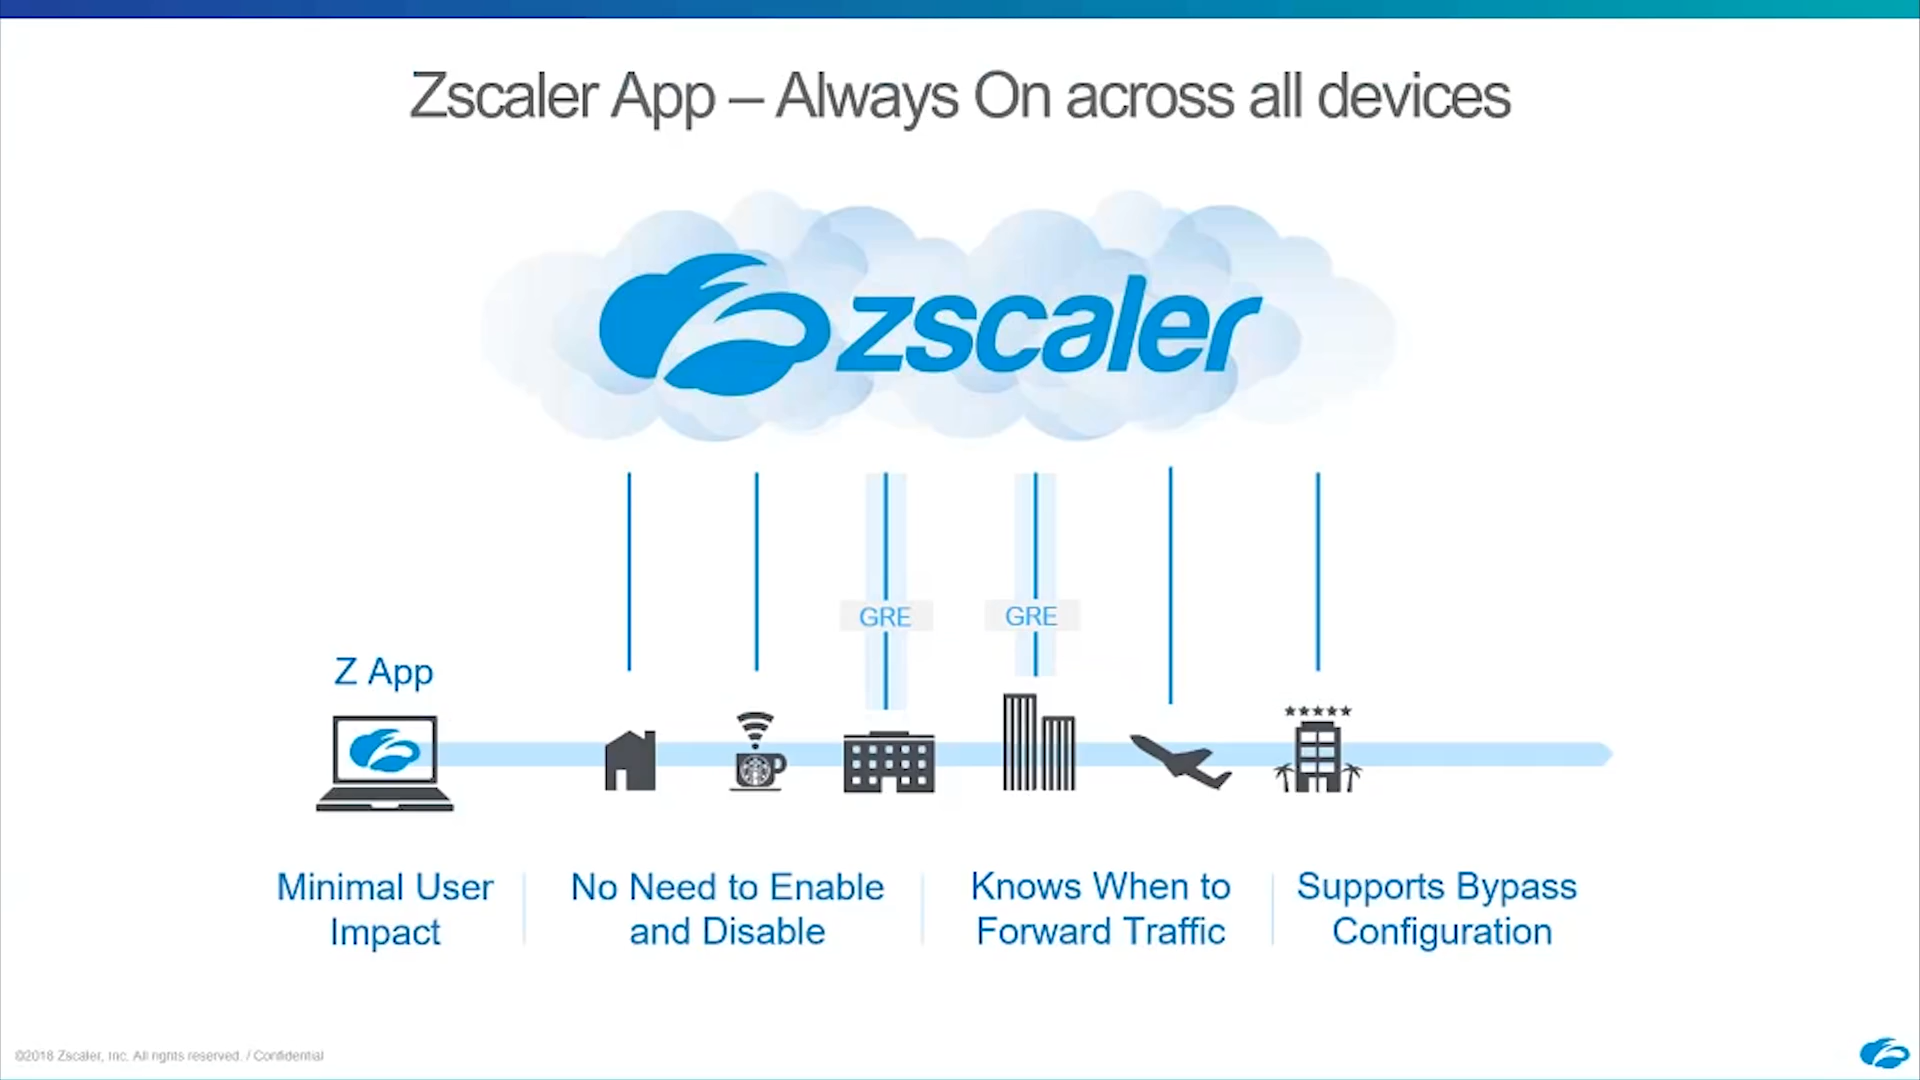 Zscaler App – Always On across all devices
zscaler
GRE
GRE
Z App
Minimal User
Impact
No Need to Enable
and Disable
Knows When to
Forward Traffic
Supports Bypass
Configuration
©2018 Zscaler, Inc. All rights reserved. / Confidential